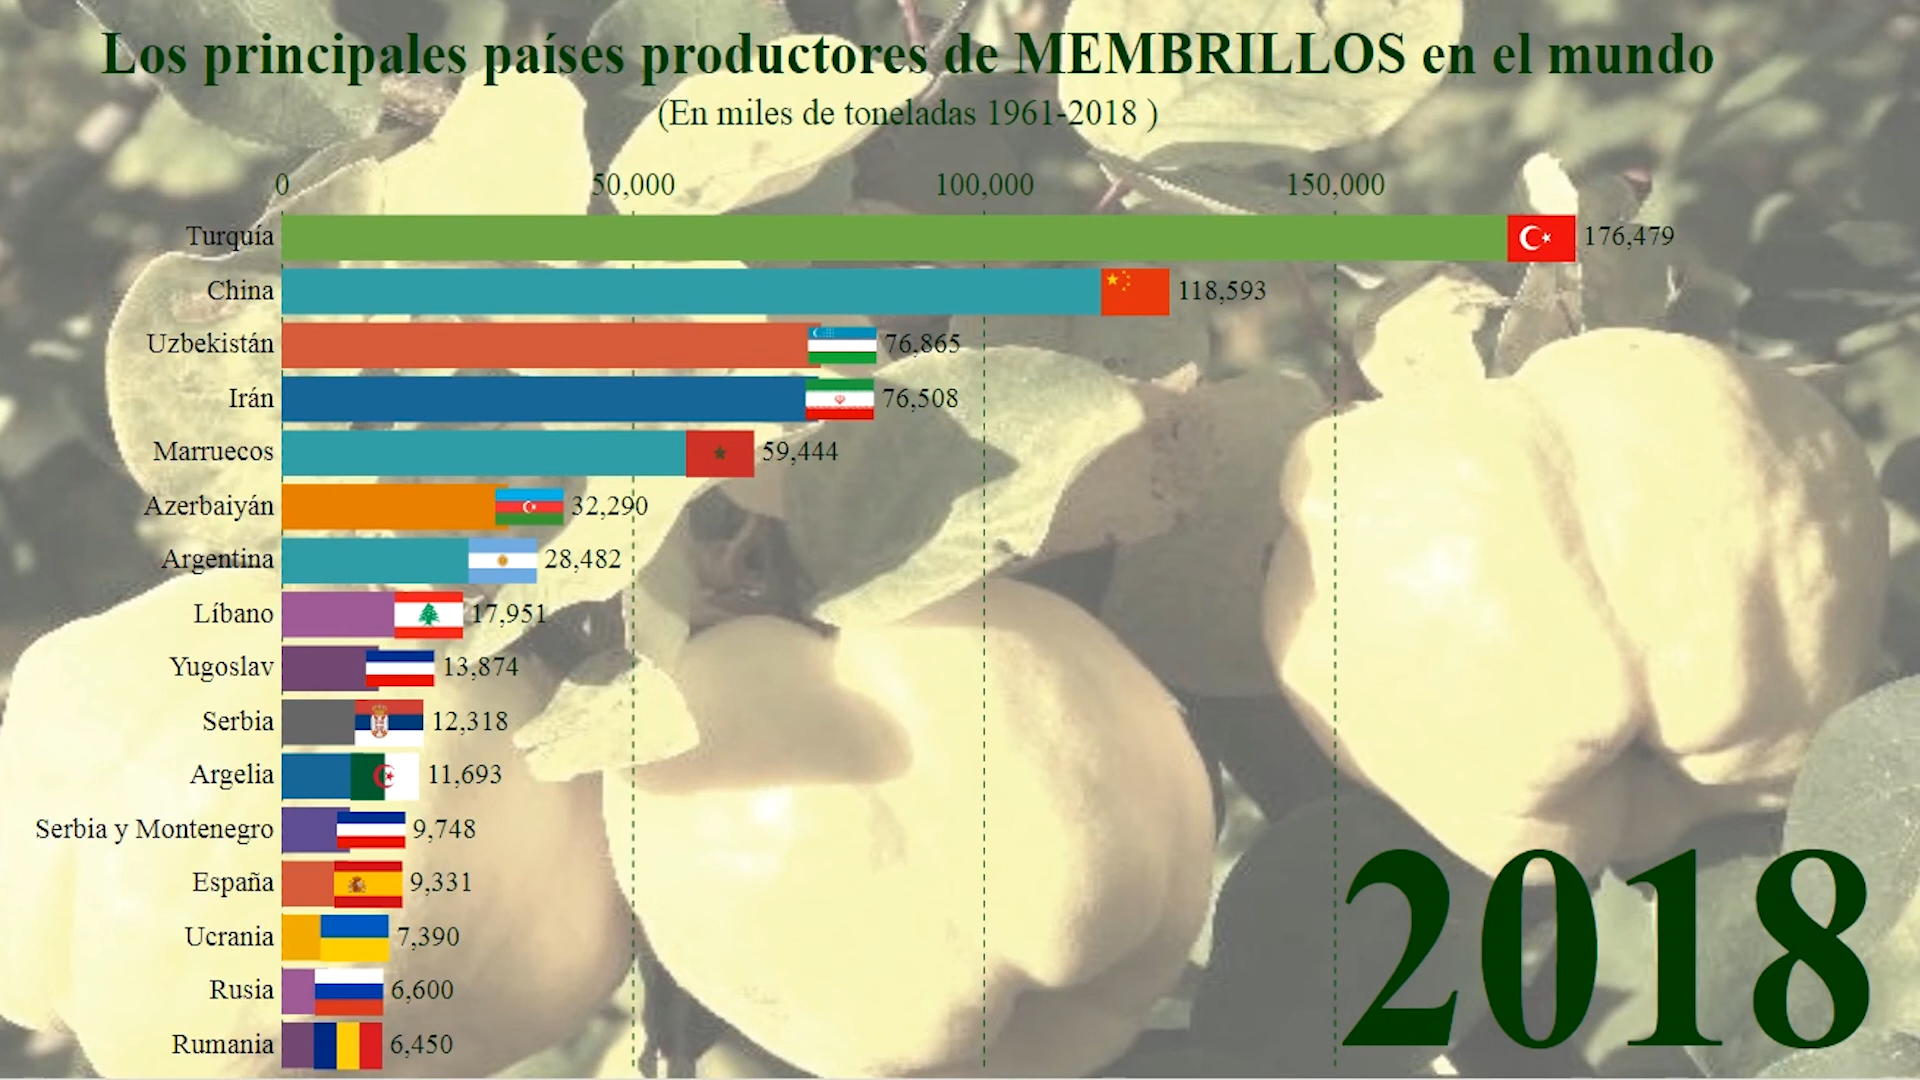 Los principales países productores de MEMBRILLOS en el mundo
(En miles de toneladas 1961-2018 )
0 50,000 100,000 150,000
Turquía 176,479
China 118,593
Uzbekistán 76,865
Irán 76,508
Marruecos 59,444
Azerbaiyán 32,290
Argentina 28,482
Líbano 17,951
Yugoslav 13,874
Serbia 12,318
Argelia 11,693
Serbia y Montenegro 9,748
España 9,331
Ucrania 7,390
Rusia 6,600
Rumania 6,450
2018